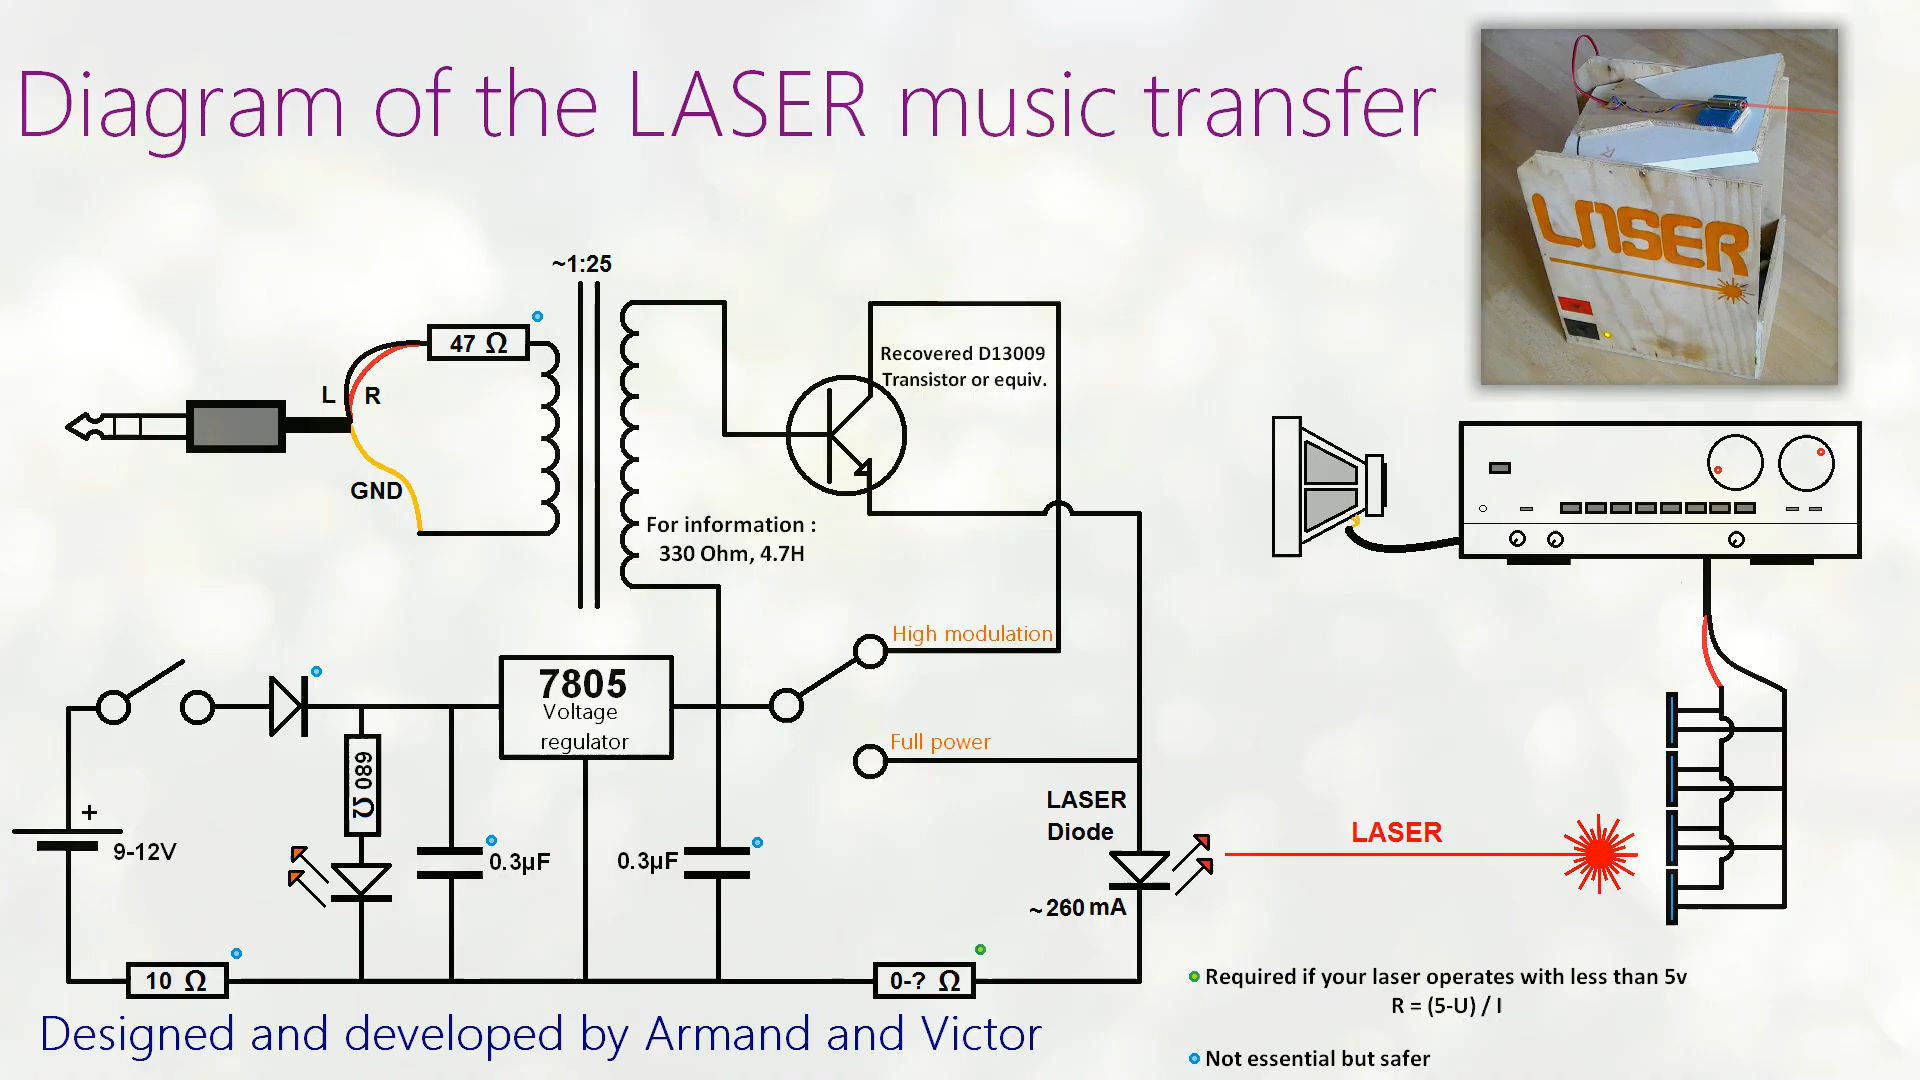 Diagram of the LASER music transfer
LASER
~1:25
47 Ω
L R
GND
Recovered D13009
Transistor or equiv.
For information :
330 Ohm, 4.7H
High modulation
7805
Voltage
regulator
Full power
680 Ω
+
9-12V
0.3µF
0.3µF
LASER
Diode
~260 mA
LASER
10 Ω
0-? Ω
Required if your laser operates with less than 5v
R = (5-U) / I
Not essential but safer
Designed and developed by Armand and Victor